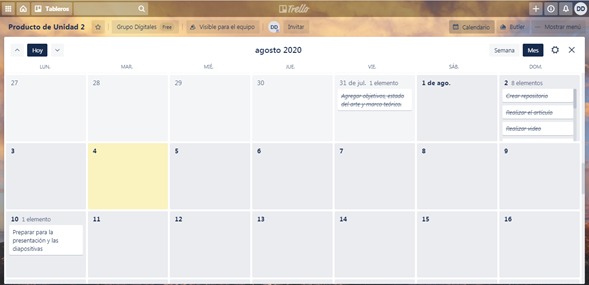 Tableros
Trello
DD
Producto de Unidad 2
Grupo Digitales
Free
Visible para el equipo
DD
Invitar
Calendario
Butler
Mostrar menú
Hoy
agosto 2020
Semana
Mes
LUN.
MAR.
MIÉ.
JUE.
VIE.
SÁB.
DOM.
27
28
29
30
31 de jul. 1 elemento
Agregar objetivos, estado
del arte y marco teórico.
1 de ago.
2 8 elementos
Crear repositorio
Realizar el artículo
Realizar video
3
4
5
6
7
8
9
10 1 elemento
Preparar para la
presentación y las
diapositivas
11
12
13
14
15
16